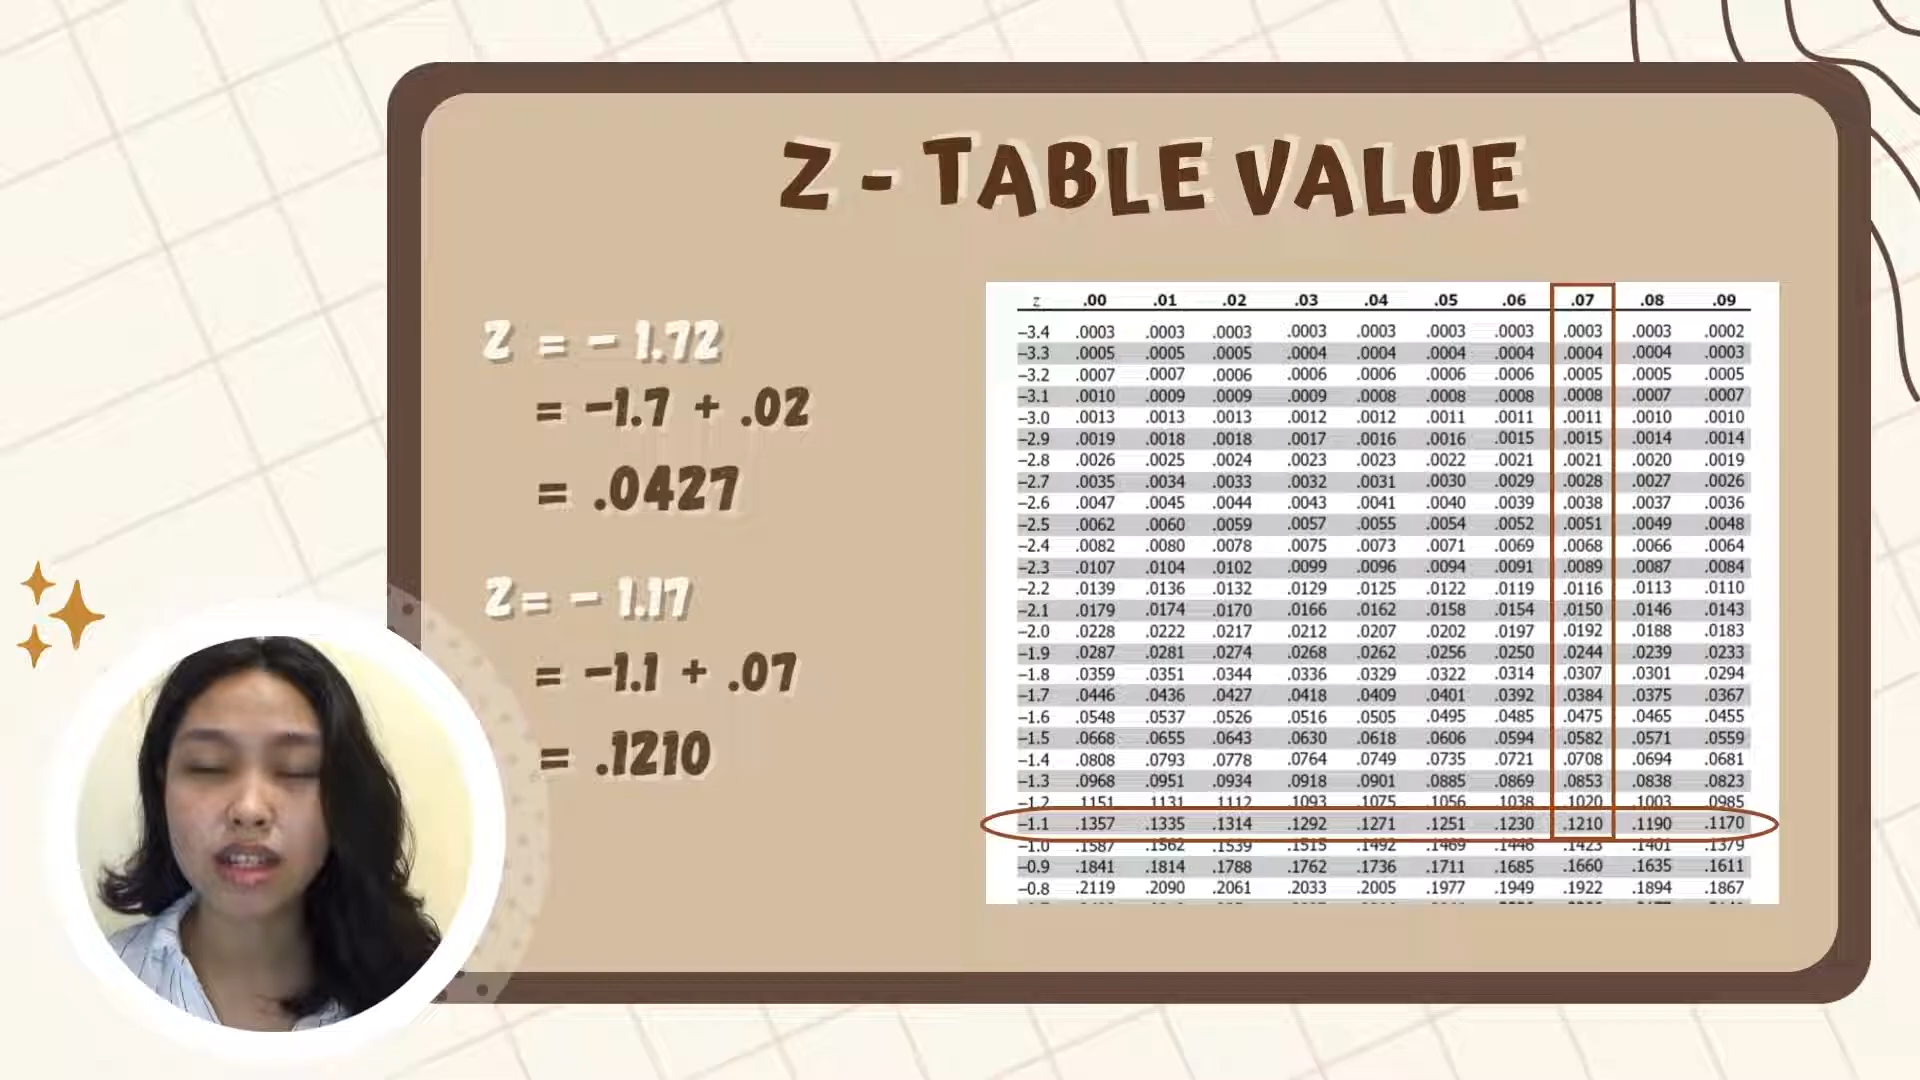 Z - TABLE VALUE
Z = - 1.72
= -1.7 + .02
= .0427
Z = - 1.17
= -1.1 + .07
= .1210
z .00 .01 .02 .03 .04 .05 .06 .07 .08 .09
-3.4 .0003 .0003 .0003 .0003 .0003 .0003 .0003 .0003 .0003 .0002
-3.3 .0005 .0005 .0005 .0004 .0004 .0004 .0004 .0004 .0004 .0003
-3.2 .0007 .0007 .0006 .0006 .0006 .0006 .0006 .0005 .0005 .0005
-3.1 .0010 .0009 .0009 .0009 .0008 .0008 .0008 .0008 .0007 .0007
-3.0 .0013 .0013 .0013 .0012 .0012 .0011 .0011 .0011 .0010 .0010
-2.9 .0019 .0018 .0018 .0017 .0016 .0016 .0015 .0015 .0014 .0014
-2.8 .0026 .0025 .0024 .0023 .0023 .0022 .0021 .0021 .0020 .0019
-2.7 .0035 .0034 .0033 .0032 .0031 .0030 .0029 .0028 .0027 .0026
-2.6 .0047 .0045 .0044 .0043 .0041 .0040 .0039 .0038 .0037 .0036
-2.5 .0062 .0060 .0059 .0057 .0055 .0054 .0052 .0051 .0049 .0048
-2.4 .0082 .0080 .0078 .0075 .0073 .0071 .0069 .0068 .0066 .0064
-2.3 .0107 .0104 .0102 .0099 .0096 .0094 .0091 .0089 .0087 .0084
-2.2 .0139 .0136 .0132 .0129 .0125 .0122 .0119 .0116 .0113 .0110
-2.1 .0179 .0174 .0170 .0166 .0162 .0158 .0154 .0150 .0146 .0143
-2.0 .0228 .0222 .0217 .0212 .0207 .0202 .0197 .0192 .0188 .0183
-1.9 .0287 .0281 .0274 .0268 .0262 .0256 .0250 .0244 .0239 .0233
-1.8 .0359 .0351 .0344 .0336 .0329 .0322 .0314 .0307 .0301 .0294
-1.7 .0446 .0436 .0427 .0418 .0409 .0401 .0392 .0384 .0375 .0367
-1.6 .0548 .0537 .0526 .0516 .0505 .0495 .0485 .0475 .0465 .0455
-1.5 .0668 .0655 .0643 .0630 .0618 .0606 .0594 .0582 .0571 .0559
-1.4 .0808 .0793 .0778 .0764 .0749 .0735 .0721 .0708 .0694 .0681
-1.3 .0968 .0951 .0934 .0918 .0901 .0885 .0869 .0853 .0838 .0823
-1.2 .1151 .1131 .1112 .1093 .1075 .1056 .1038 .1020 .1003 .0985
-1.1 .1357 .1335 .1314 .1292 .1271 .1251 .1230 .1210 .1190 .1170
-1.0 .1587 .1562 .1539 .1515 .1492 .1469 .1446 .1423 .1401 .1379
-0.9 .1841 .1814 .1788 .1762 .1736 .1711 .1685 .1660 .1635 .1611
-0.8 .2119 .2090 .2061 .2033 .2005 .1977 .1949 .1922 .1894 .1867